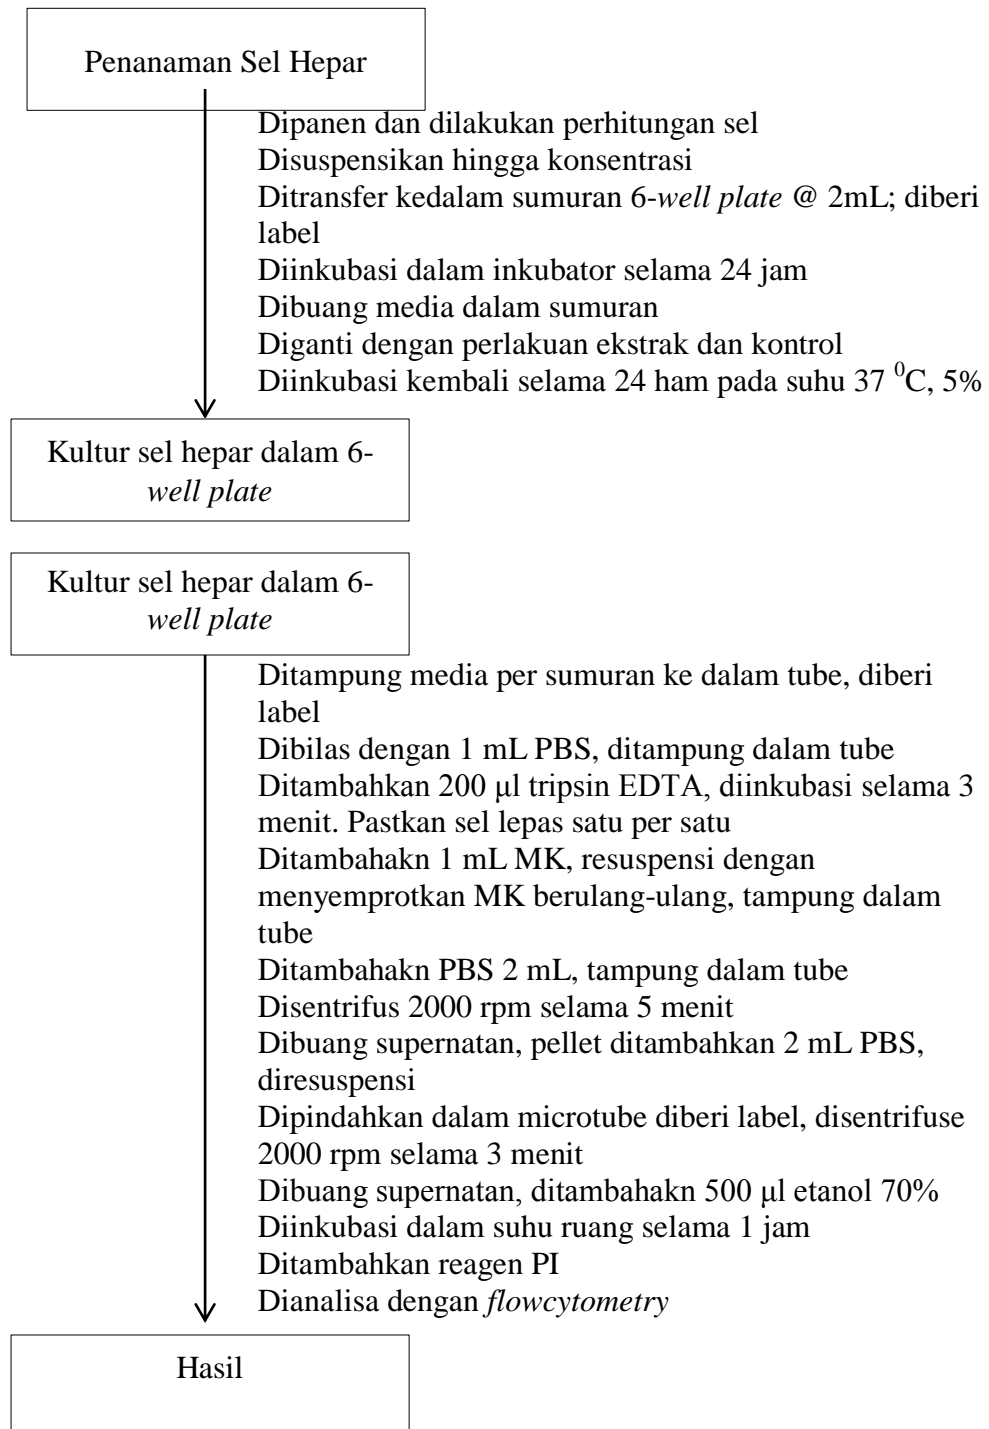 Penanaman Sel Hepar
Dipanen dan dilakukan perhitungan sel
Disuspensikan hingga konsentrasi
Ditransfer kedalam sumuran 6-well plate @ 2mL; diberi
label
Diinkubasi dalam inkubator selama 24 jam
Dibuang media dalam sumuran
Diganti dengan perlakuan ekstrak dan kontrol
Diinkubasi kembali selama 24 ham pada suhu 37 ⁰C, 5%
Kultur sel hepar dalam 6-
well plate
Kultur sel hepar dalam 6-
well plate
Ditampung media per sumuran ke dalam tube, diberi
label
Dibilas dengan 1 mL PBS, ditampung dalam tube
Ditambahkan 200 µl tripsin EDTA, diinkubasi selama 3
menit. Pastkan sel lepas satu per satu
Ditambahakn 1 mL MK, resuspensi dengan
menyemprotkan MK berulang-ulang, tampung dalam
tube
Ditambahakn PBS 2 mL, tampung dalam tube
Disentrifus 2000 rpm selama 5 menit
Dibuang supernatan, pellet ditambahkan 2 mL PBS,
diresuspensi
Dipindahkan dalam microtube diberi label, disentrifuse
2000 rpm selama 3 menit
Dibuang supernatan, ditambahakn 500 µl etanol 70%
Diinkubasi dalam suhu ruang selama 1 jam
Ditambahkan reagen PI
Dianalisa dengan flowcytometry
Hasil